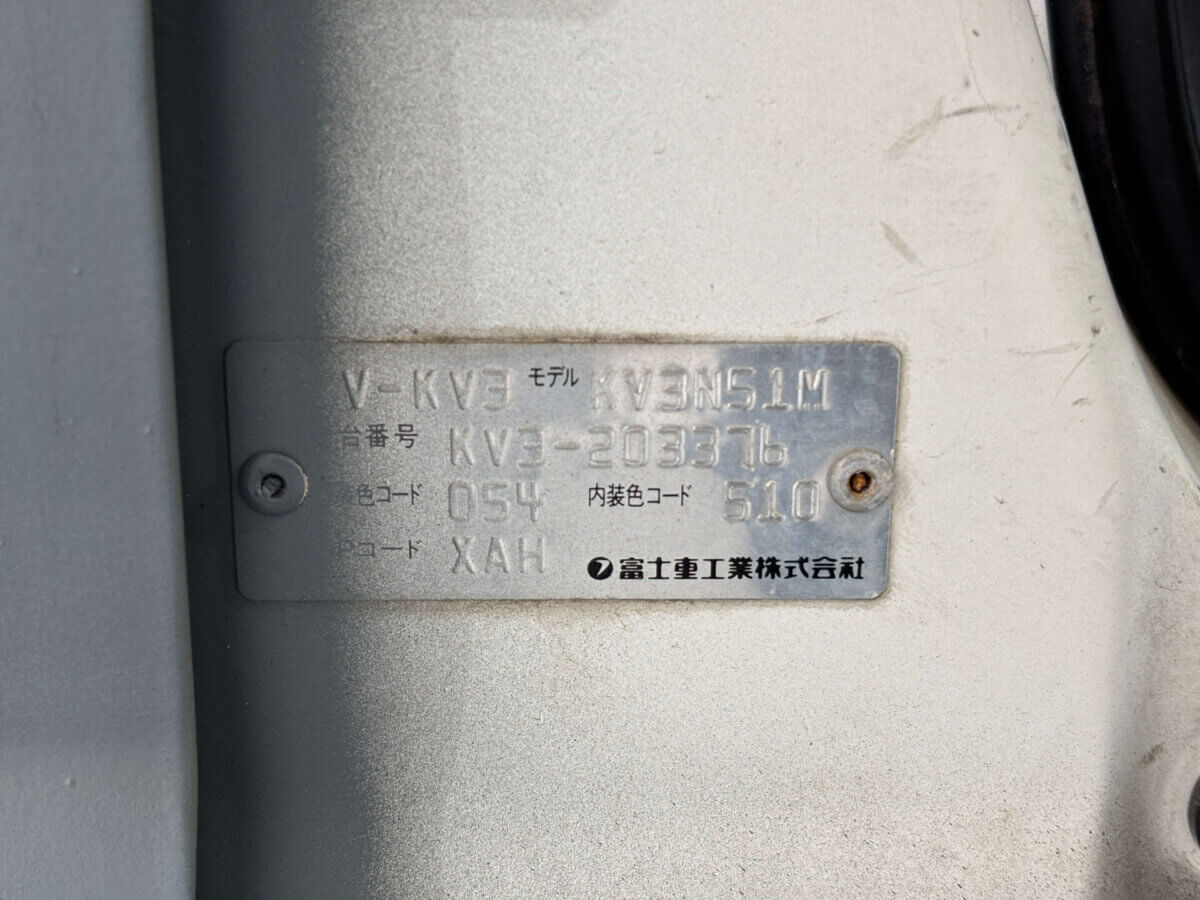 V-KV3 モデル KV3N51M
台番号 KV3-203376
色コード 054 内装色コード 510
コード XAH 富士重工業株式会社